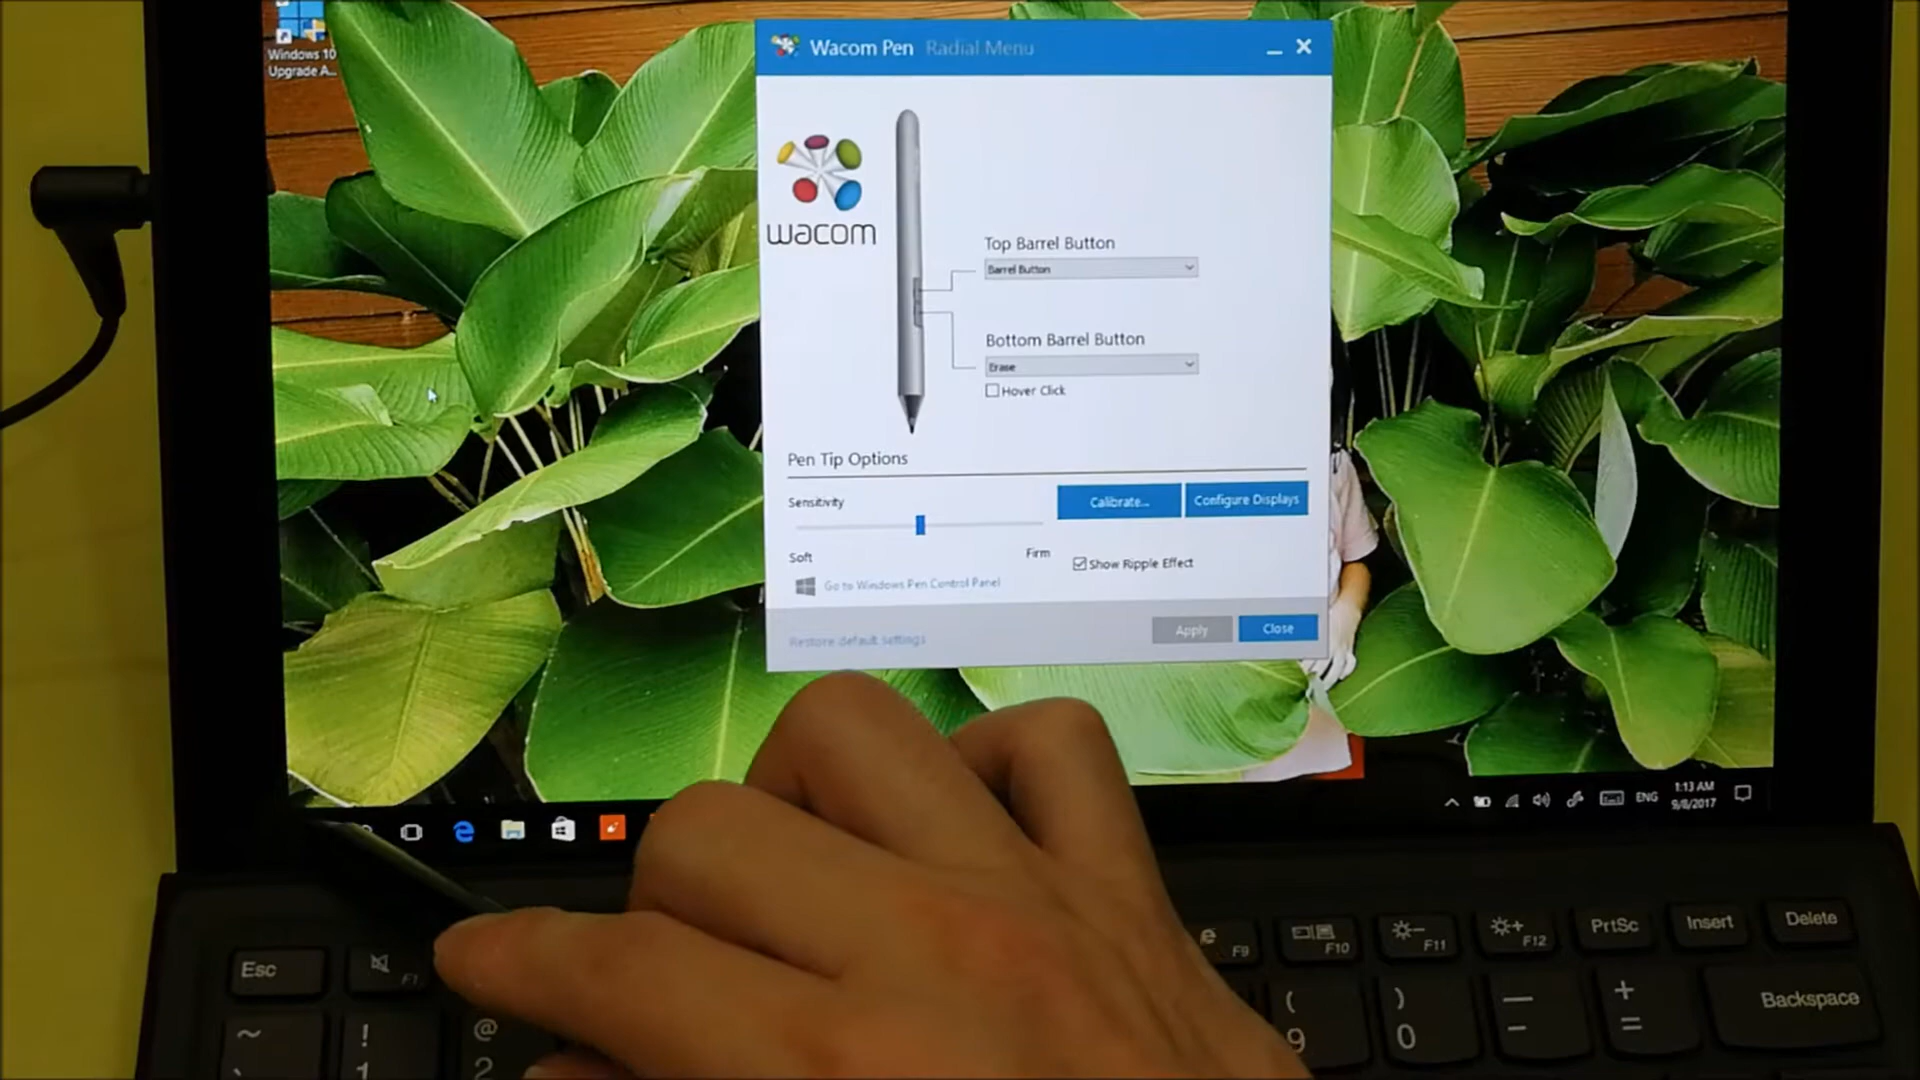 Windows 10
Upgrade A...
Wacom Pen Radial Menu
wacom
Top Barrel Button
Barrel Button
Bottom Barrel Button
Erase
Hover Click
Pen Tip Options
Sensitivity
Calibrate...
Configure Displays
Soft
Firm
Show Ripple Effect
Go to Windows Pen Control Panel
Restore default settings
Apply
Close
ENG
1:13 AM
9/8/2017
Esc
F1
F9
F10
F11
F12
PrtSc
Insert
Delete
~
!
1
@
2
(
9
)
0
—
-
+
=
Backspace